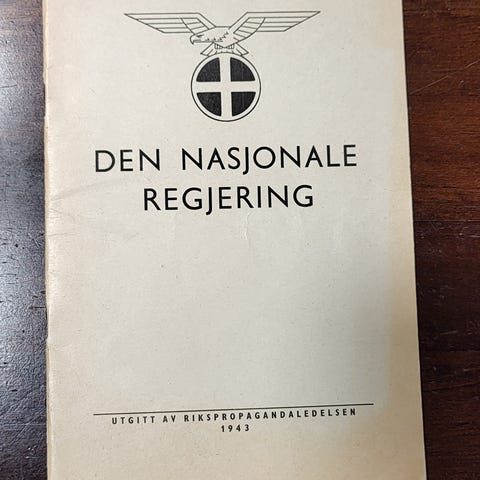 DEN NASJONALE
REGJERING
UTGITT AV RIKSPROPAGANDALEDELSEN
1943